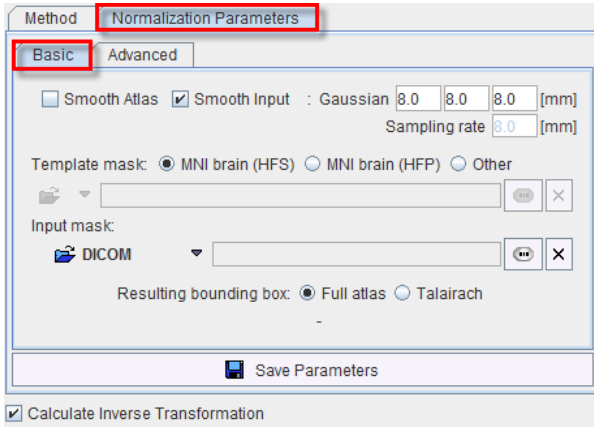 Method Normalization Parameters
Basic Advanced
Smooth Atlas Smooth Input : Gaussian 8.0 8.0 8.0 [mm]
Sampling rate 8.0 [mm]
Template mask: MNI brain (HFS) MNI brain (HFP) Other
Input mask:
DICOM
Resulting bounding box: Full atlas Talairach
-
Save Parameters
Calculate Inverse Transformation